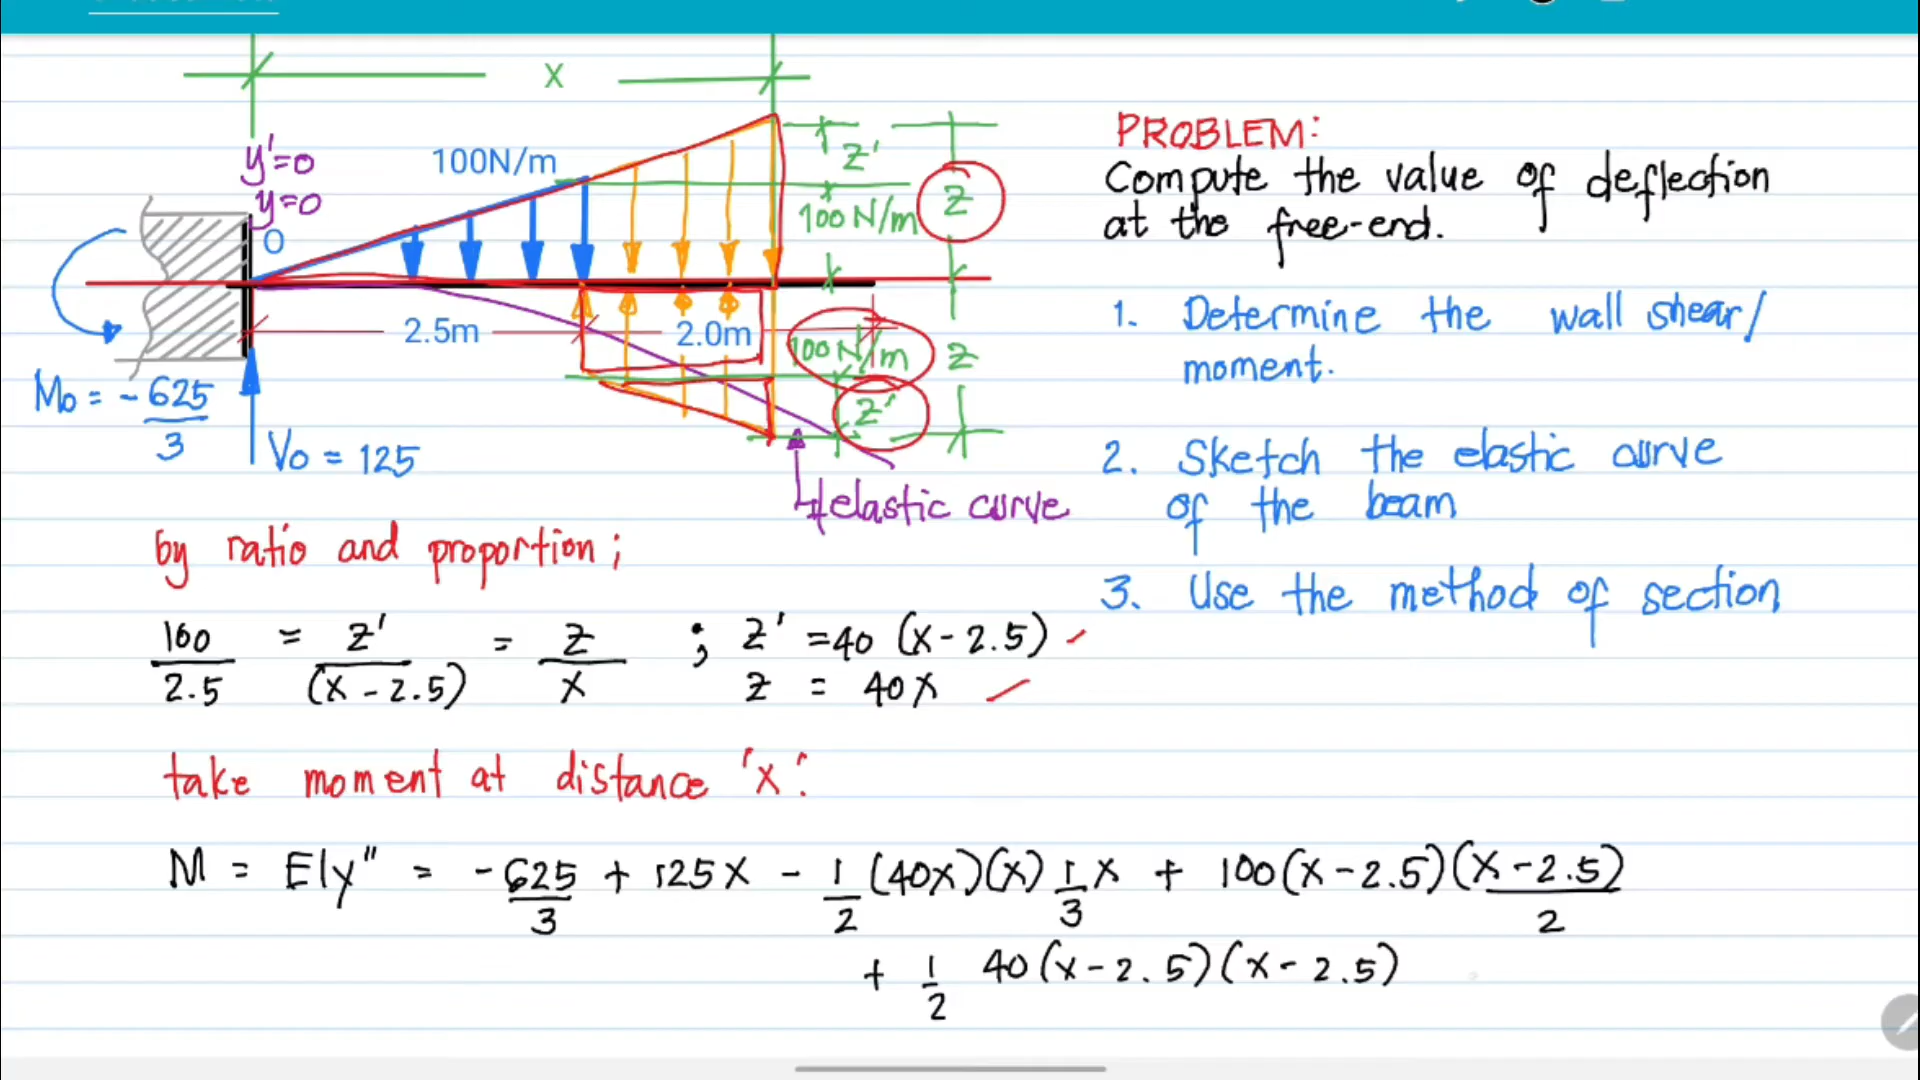 X
y'=0
y=0
0
100N/m
Z'
100 N/m
Z
2.5m
2.0m
100 N/m
Z
Z'
Mo = -625/3
Vo = 125
elastic curve
PROBLEM:
Compute the value of deflection
at the free-end.
1. Determine the wall shear/
moment.
2. Sketch the elastic curve
of the beam
3. Use the method of section
by ratio and proportion;
100/2.5 = Z'/(X-2.5) = Z/X ; Z' = 40 (X-2.5)
Z = 40X
take moment at distance 'x'.
M = EIy" = -625/3 + 125X - 1/2 (40X)(X) 1/3 X + 100(X-2.5)(X-2.5)/2
+ 1/2 40(X-2.5)(X-2.5)